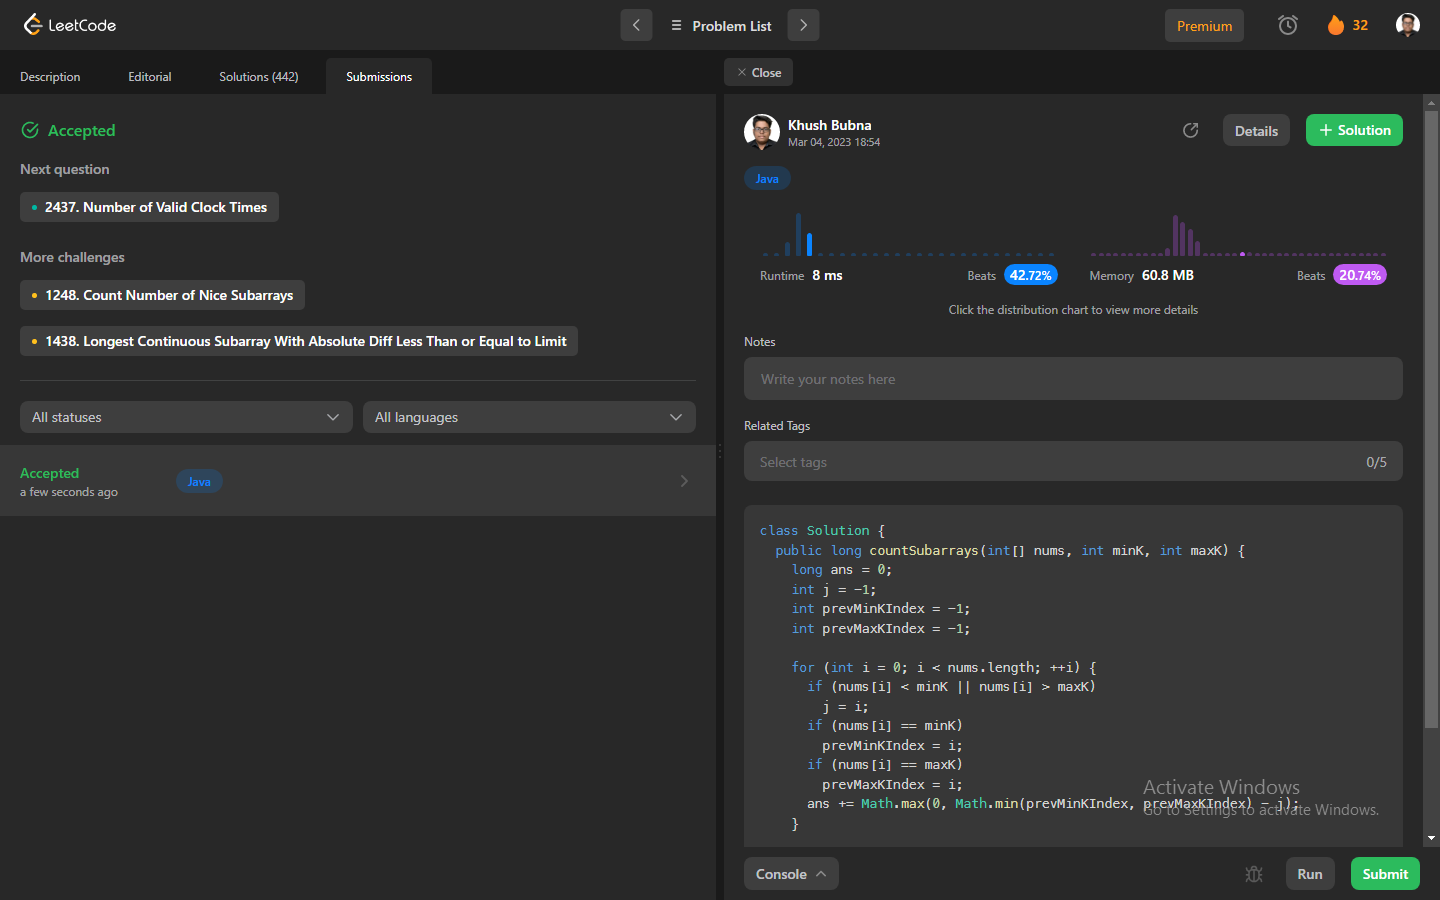 LeetCode
Problem List
Premium
32
Description
Editorial
Solutions (442)
Submissions
Close
Accepted
Next question
2437. Number of Valid Clock Times
More challenges
1248. Count Number of Nice Subarrays
1438. Longest Continuous Subarray With Absolute Diff Less Than or Equal to Limit
All statuses
All languages
Accepted
a few seconds ago
Java
Khush Bubna
Mar 04, 2023 18:54
Details
+ Solution
Java
Runtime 8 ms
Beats 42.72%
Memory 60.8 MB
Beats 20.74%
Click the distribution chart to view more details
Notes
Write your notes here
Related Tags
Select tags
0/5
class Solution {
  public long countSubarrays(int[] nums, int minK, int maxK) {
    long ans = 0;
    int j = -1;
    int prevMinKIndex = -1;
    int prevMaxKIndex = -1;

    for (int i = 0; i < nums.length; ++i) {
      if (nums[i] < minK || nums[i] > maxK)
        j = i;
      if (nums[i] == minK)
        prevMinKIndex = i;
      if (nums[i] == maxK)
        prevMaxKIndex = i;
      ans += Math.max(0, Math.min(prevMinKIndex, prevMaxKIndex) - j);
    }
Activate Windows
Go to Settings to activate Windows.
Console
Run
Submit